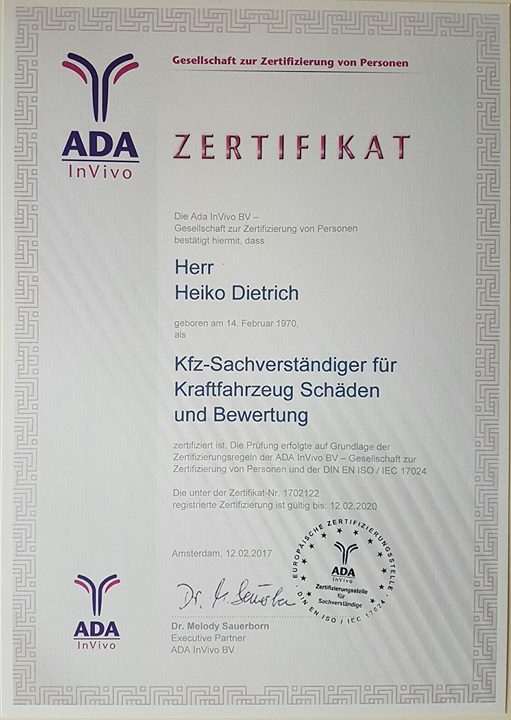 Gesellschaft zur Zertifizierung von Personen
ADA
InVivo
ZERTIFIKAT
Die Ada InVivo BV –
Gesellschaft zur Zertifizierung von Personen
bestätigt hiermit, dass
Herr
Heiko Dietrich
geboren am 14. Februar 1970,
als
Kfz-Sachverständiger für
Kraftfahrzeug Schäden
und Bewertung
zertifiziert ist. Die Prüfung erfolgte auf Grundlage der
Zertifizierungsregeln der ADA InVivo BV – Gesellschaft zur
Zertifizierung von Personen und der DIN EN ISO / IEC 17024.
Die unter der Zertifikat-Nr. 1702122
registrierte Zertifizierung ist gültig bis: 12.02.2020
Amsterdam, 12.02.2017
EUROPÄISCHE ZERTIFIZIERUNGSSTELLE
ADA
InVivo
Zertifizierungsstelle
für
Sachverständige
DIN EN ISO / IEC 17024
Dr. M. Sauerborn
Dr. Melody Sauerborn
Executive Partner
ADA InVivo BV
ADA
InVivo